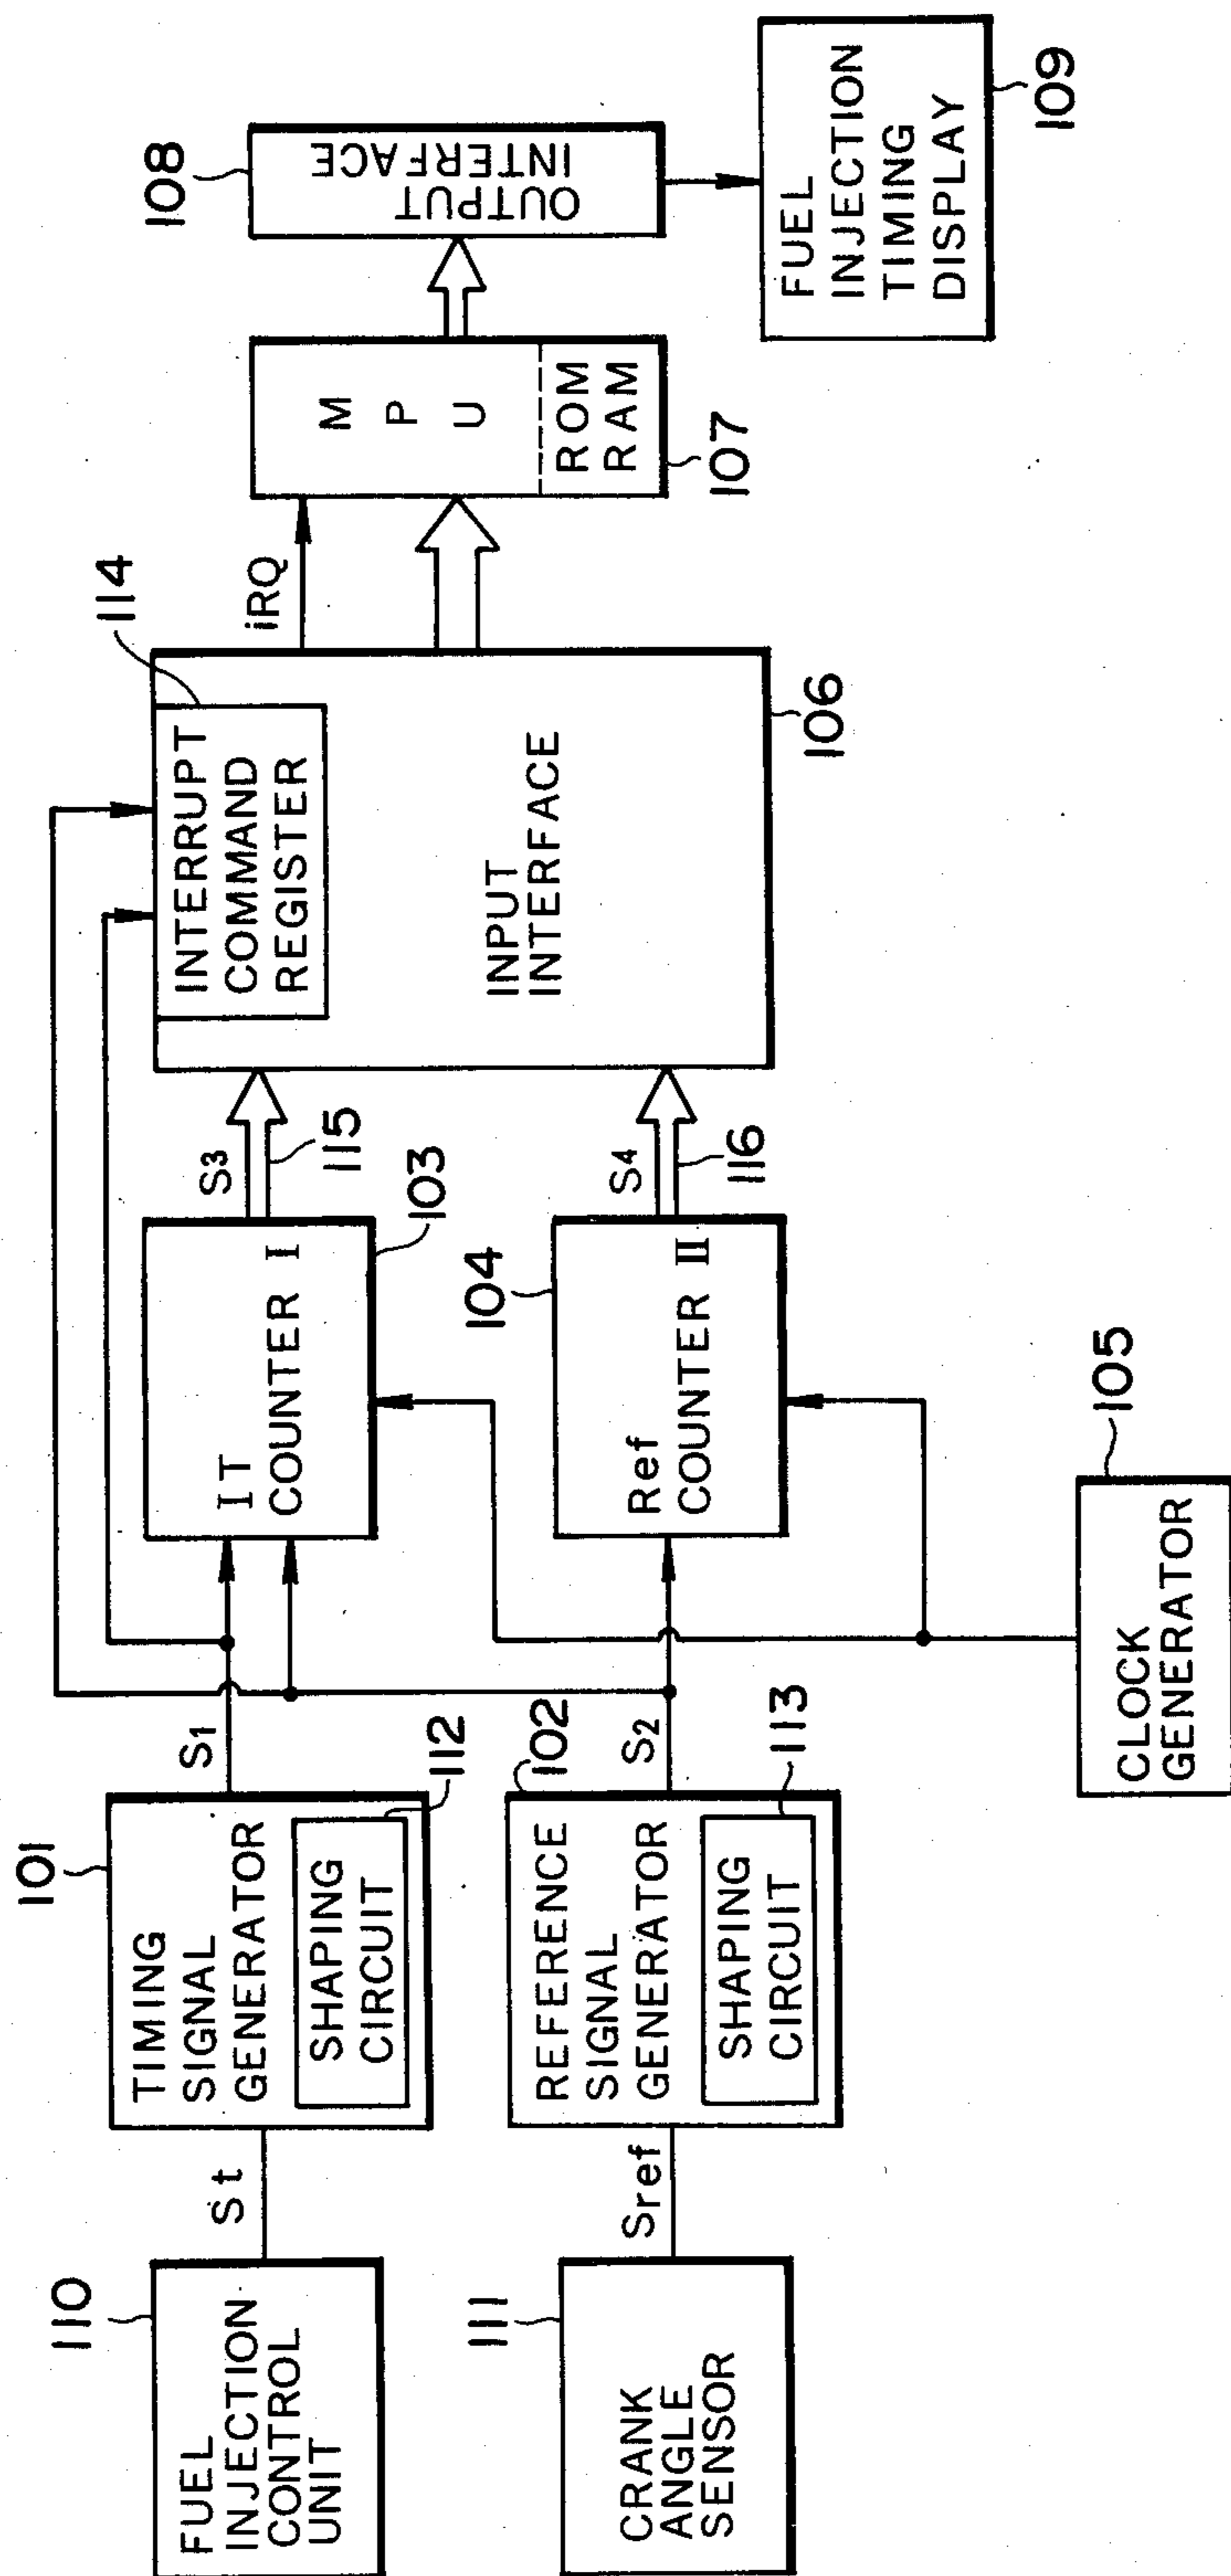 110
FUEL
INJECTION
CONTROL
UNIT
St
101
TIMING
SIGNAL
GENERATOR
SHAPING
CIRCUIT
112
S1
IT
COUNTER I
103
S3
115
114
INTERRUPT
COMMAND
REGISTER
INPUT
INTERFACE
106
iRQ
M
P
U
ROM
RAM
107
108
OUTPUT
INTERFACE
FUEL
INJECTION
TIMING
DISPLAY
109
111
CRANK
ANGLE
SENSOR
Sref
102
REFERENCE
SIGNAL
GENERATOR
SHAPING
CIRCUIT
113
S2
104
Ref
COUNTER II
S4
116
105
CLOCK
GENERATOR